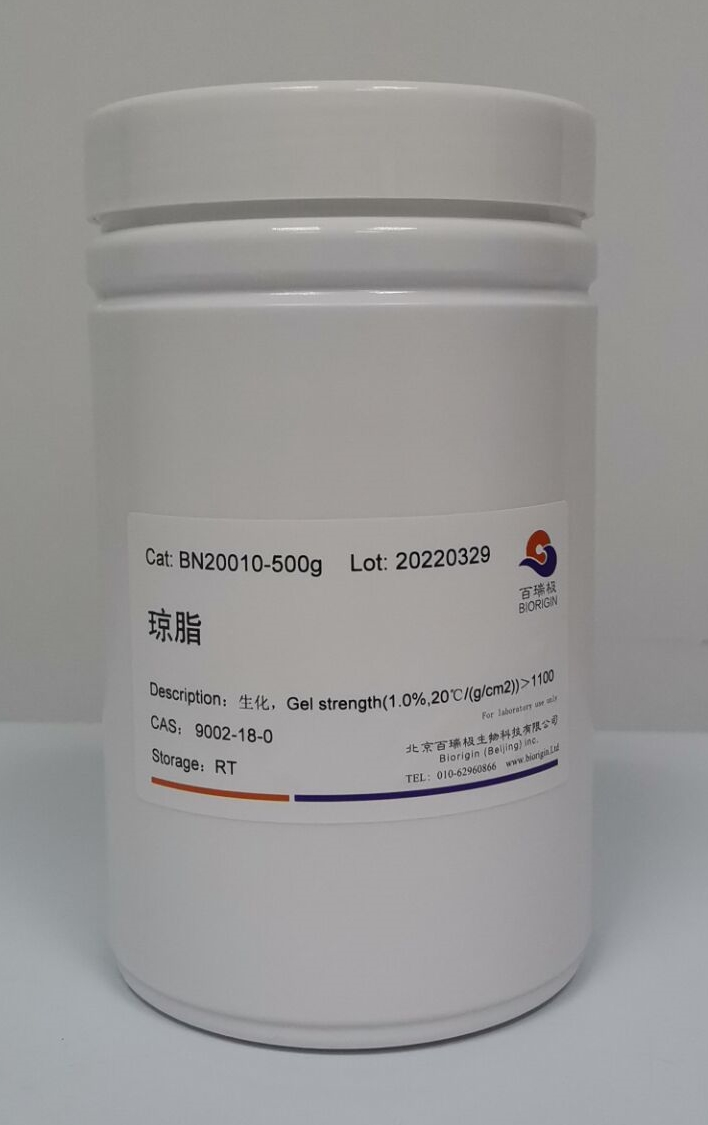 Cat: BN20010-500g Lot: 20220329
百瑞极
BIORIGIN
琼脂
Description: 生化, Gel strength(1.0%,20℃/(g/cm2))>1100
For laboratory use only
CAS: 9002-18-0
北京百瑞极生物科技有限公司
Biorigin (Beijing) inc.
Storage: RT
TEL: 010-62960866 www.biorigin.Ltd